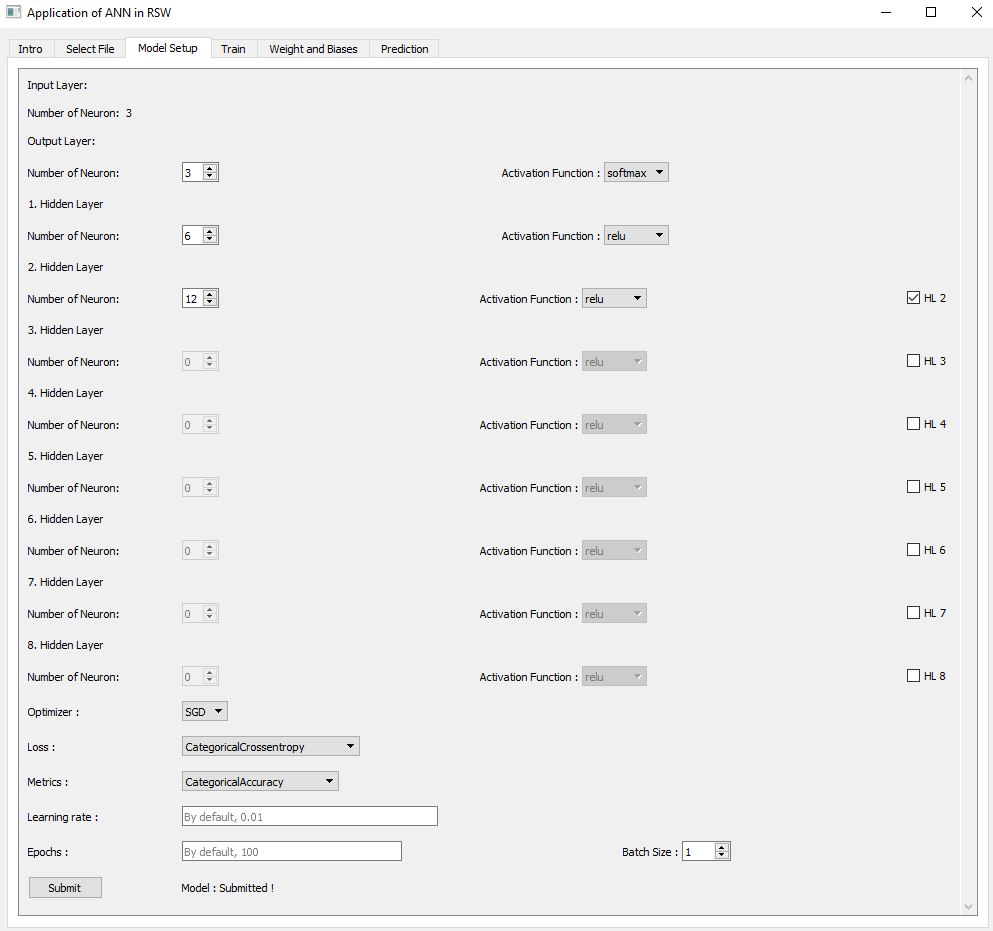 Application of ANN in RSW
Intro Select File Model Setup Train Weight and Biases Prediction
Input Layer:
Number of Neuron: 3
Output Layer:
Number of Neuron: 3 Activation Function : softmax
1. Hidden Layer
Number of Neuron: 6 Activation Function : relu
2. Hidden Layer
Number of Neuron: 12 Activation Function : relu HL 2
3. Hidden Layer
Number of Neuron: 0 Activation Function : relu HL 3
4. Hidden Layer
Number of Neuron: 0 Activation Function : relu HL 4
5. Hidden Layer
Number of Neuron: 0 Activation Function : relu HL 5
6. Hidden Layer
Number of Neuron: 0 Activation Function : relu HL 6
7. Hidden Layer
Number of Neuron: 0 Activation Function : relu HL 7
8. Hidden Layer
Number of Neuron: 0 Activation Function : relu HL 8
Optimizer : SGD
Loss : CategoricalCrossentropy
Metrics : CategoricalAccuracy
Learning rate : By default, 0.01
Epochs : By default, 100 Batch Size : 1
Submit Model : Submitted !